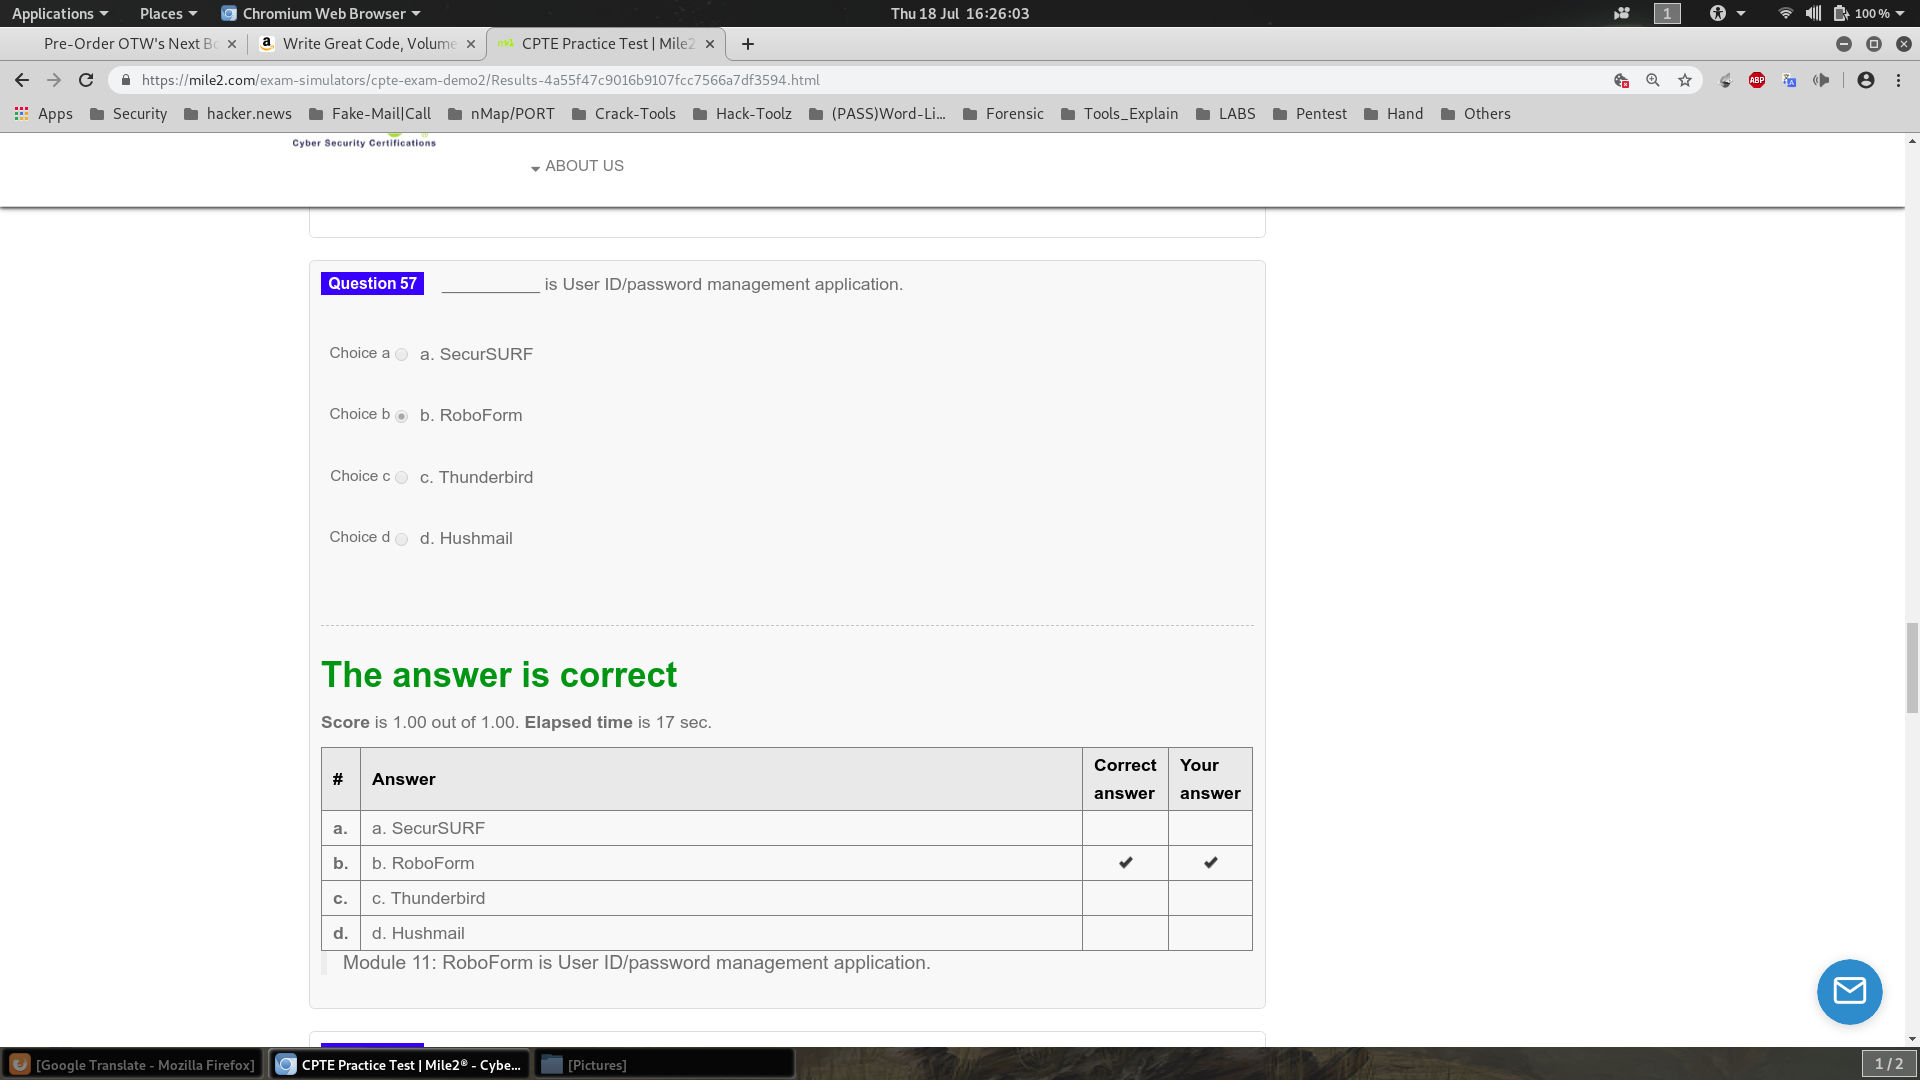 Applications Places Chromium Web Browser Thu 18 Jul 16:26:03 1 100 %
Pre-Order OTW's Next Bo Write Great Code, Volume CPTE Practice Test | Mile2
https://mile2.com/exam-simulators/cpte-exam-demo2/Results-4a55f47c9016b9107fcc7566a7df3594.html ABP
Apps Security hacker.news Fake-Mail|Call nMap/PORT Crack-Tools Hack-Toolz (PASS)Word-Li... Forensic Tools_Explain LABS Pentest Hand Others
Cyber Security Certifications
ABOUT US
Question 57 __________ is User ID/password management application.
Choice a a. SecurSURF
Choice b b. RoboForm
Choice c c. Thunderbird
Choice d d. Hushmail
The answer is correct
Score is 1.00 out of 1.00. Elapsed time is 17 sec.
# Answer Correct answer Your answer
a. a. SecurSURF
b. b. RoboForm ✔ ✔
c. c. Thunderbird
d. d. Hushmail
Module 11: RoboForm is User ID/password management application.
[Google Translate - Mozilla Firefox] CPTE Practice Test | Mile2® - Cybe... [Pictures] 1 / 2